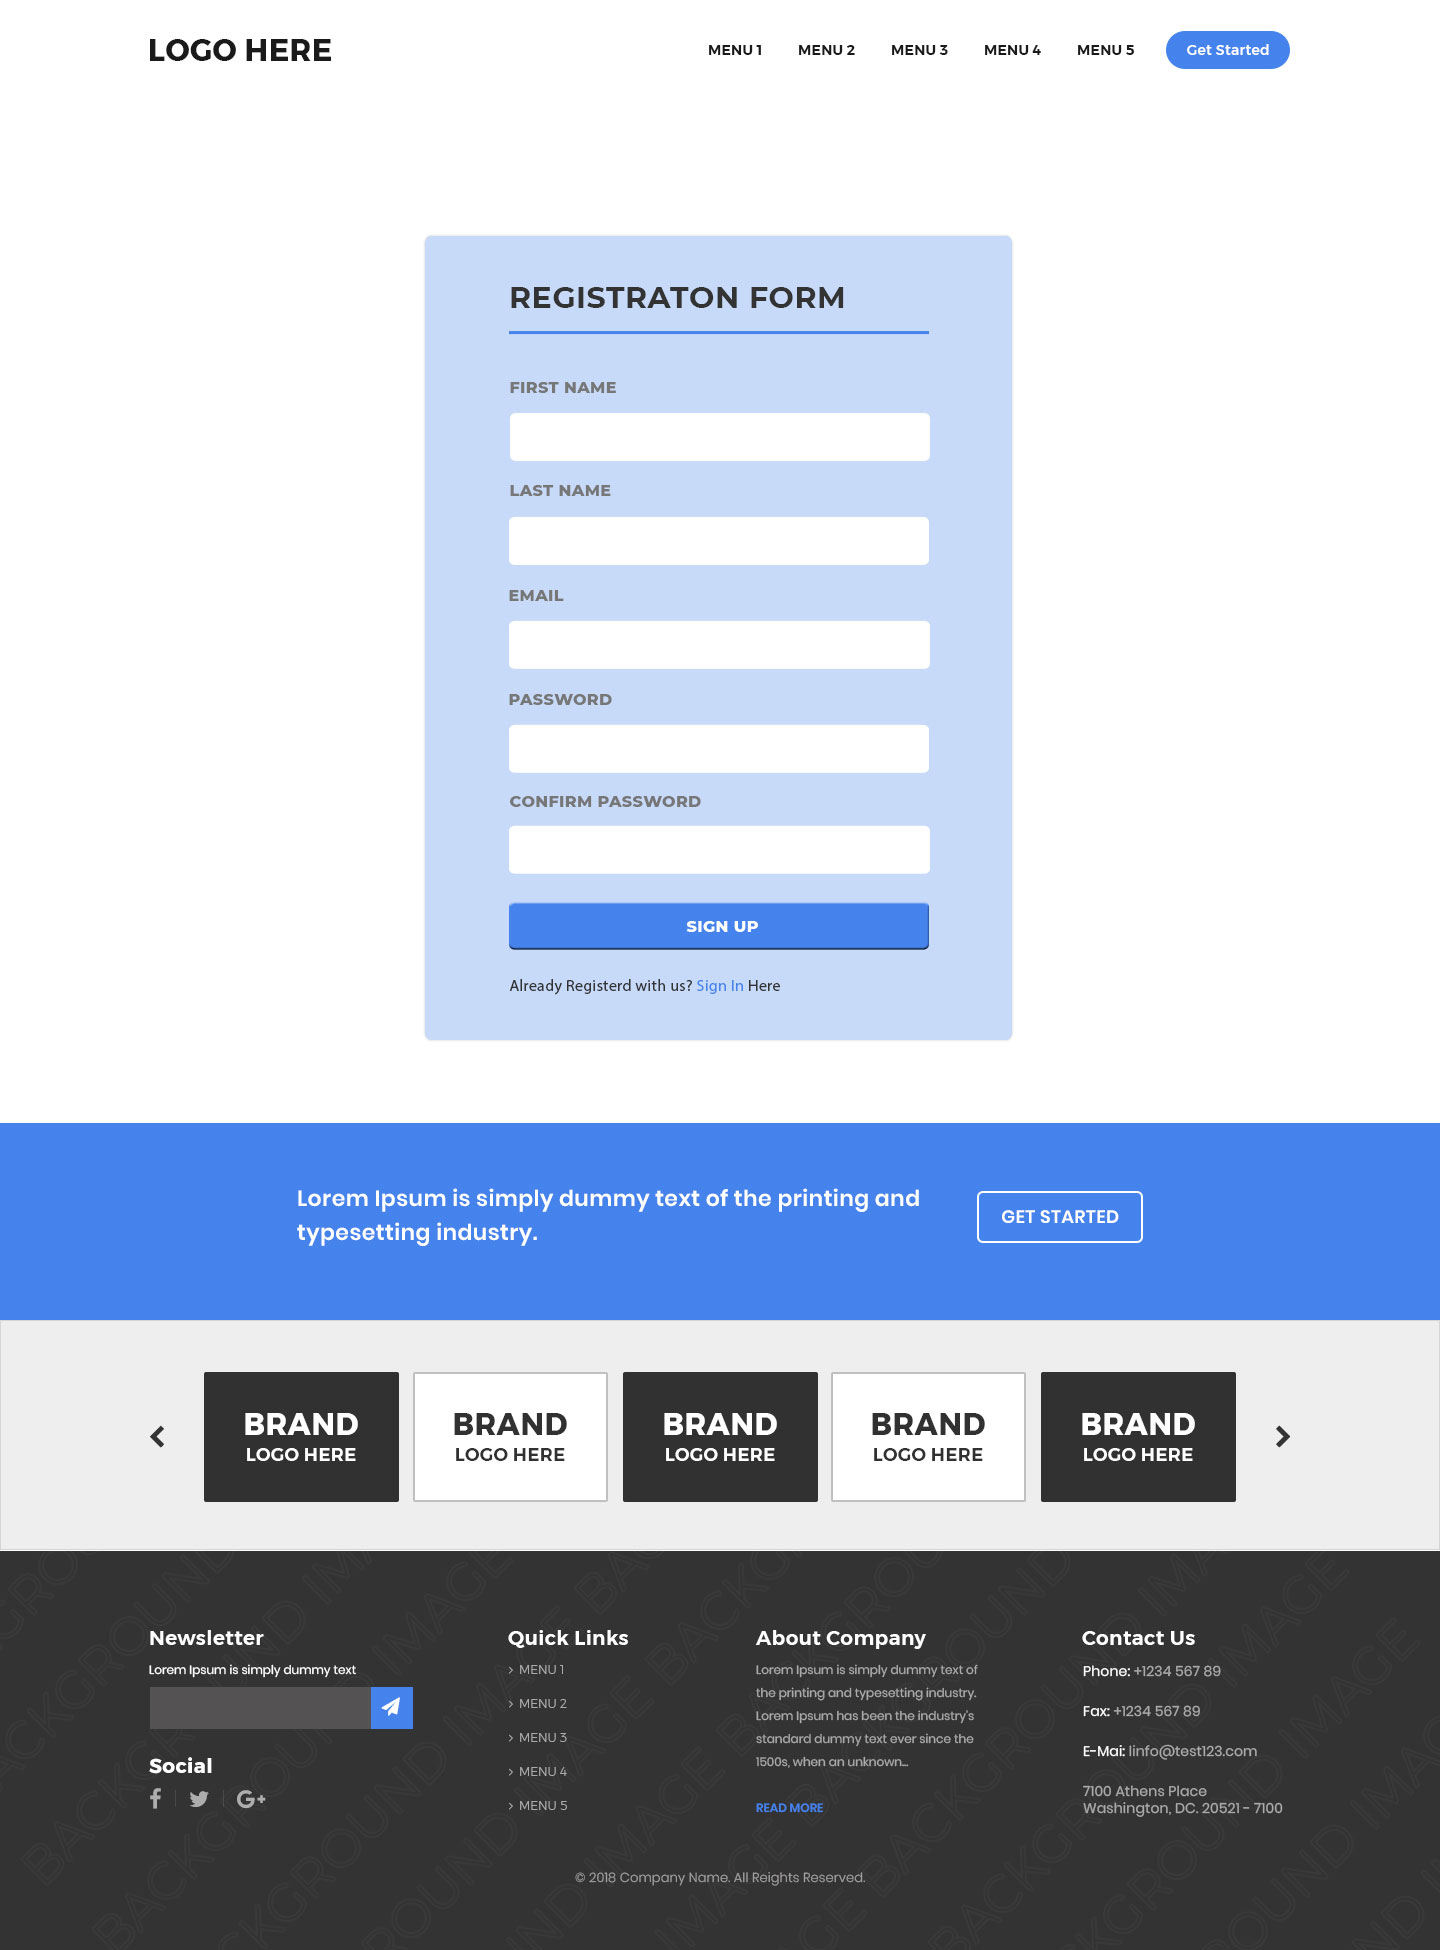 LOGO HERE
MENU 1 MENU 2 MENU 3 MENU 4 MENU 5 Get Started
REGISTRATON FORM
FIRST NAME
LAST NAME
EMAIL
PASSWORD
CONFIRM PASSWORD
SIGN UP
Already Registerd with us? Sign In Here
Lorem Ipsum is simply dummy text of the printing and
typesetting industry.
GET STARTED
BRAND
LOGO HERE
BRAND
LOGO HERE
BRAND
LOGO HERE
BRAND
LOGO HERE
BRAND
LOGO HERE
Newsletter
Lorem Ipsum is simply dummy text
Social
Quick Links
MENU 1
MENU 2
MENU 3
MENU 4
MENU 5
About Company
Lorem Ipsum is simply dummy text of
the printing and typesetting industry.
Lorem Ipsum has been the industry's
standard dummy text ever since the
1500s, when an unknown...
READ MORE
Contact Us
Phone: +1234 567 89
Fax: +1234 567 89
E-Mai: linfo@test123.com
7100 Athens Place
Washington, DC. 20521 - 7100
© 2018 Company Name. All Reights Reserved.
BACKGROUND IMAGE BACKGROUND IMAGE